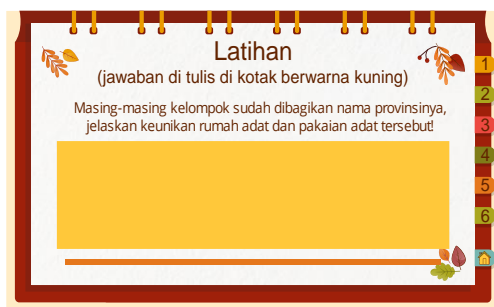 Latihan
(jawaban di tulis di kotak berwarna kuning)
Masing-masing kelompok sudah dibagikan nama provinsinya,
jelaskan keunikan rumah adat dan pakaian adat tersebut!
1
2
3
4
5
6